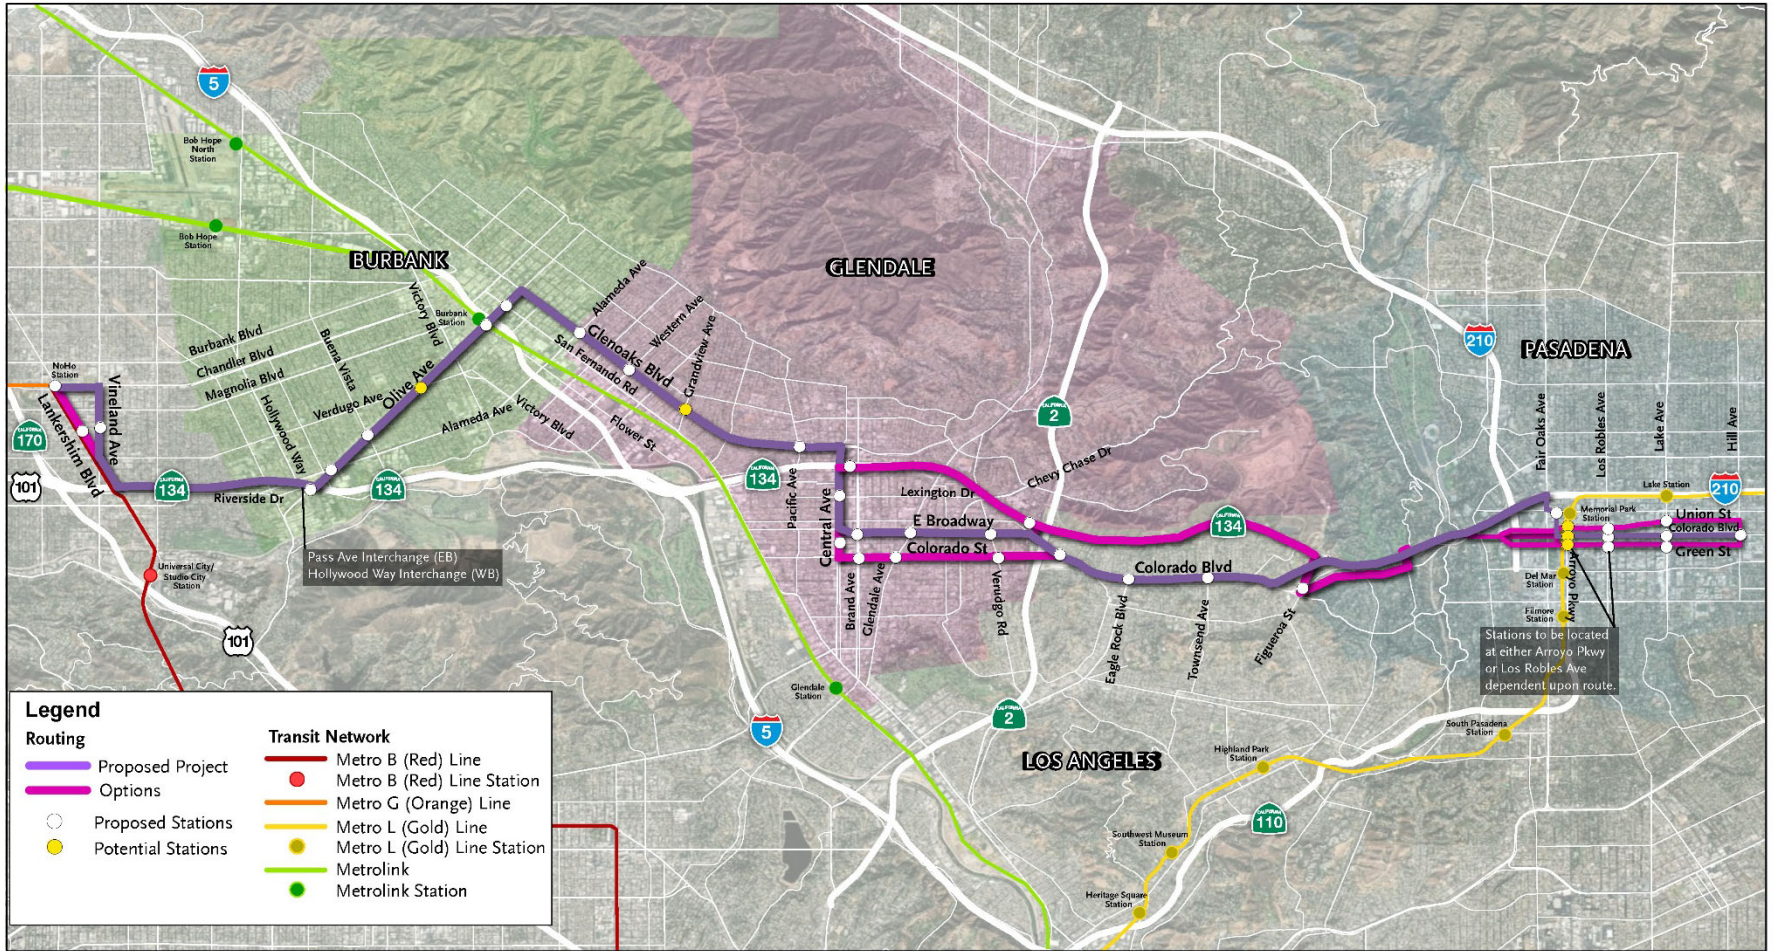 5
Bob Hope
North
Station
Bob Hope
Station
BURBANK
GLENDALE
PASADENA
LOS ANGELES
Burbank Blvd
Chandler Blvd
Magnolia Blvd
Buena Vista
Victory Blvd
Burbank
Station
Verdugo Ave
Olive Ave
Hollywood Way
Alameda Ave
Victory Blvd
Alameda Ave
Western Ave
Grandview Ave
Glenoaks Blvd
San Fernando Rd
Flower St
NoHo
Station
Vineland Ave
Lankershim Blvd
CALIFORNIA
170
101
CALIFORNIA
134
Riverside Dr
CALIFORNIA
134
Pass Ave Interchange (EB)
Hollywood Way Interchange (WB)
Universal City/
Studio City
Station
101
CALIFORNIA
134
Pacific Ave
Central Ave
Lexington Dr
Chevy Chase Dr
CALIFORNIA
2
E Broadway
Colorado St
Brand Ave
Glendale Ave
Verudigo Rd
CALIFORNIA
134
Colorado Blvd
Eagle Rock Blvd
Townsend Ave
Figueroa St
210
Fair Oaks Ave
Los Robles Ave
Lake Ave
Hill Ave
Lake Station
210
Memorial Park
Station
Union St
Colorado Blvd
Green St
Del Mar
Station
Arroyo Pkwy
Filmore
Station
Stations to be located
at either Arroyo Pkwy
or Los Robles Ave
dependent upon route.
Glendale
Station
5
CALIFORNIA
2
South Pasadena
Station
Highland Park
Station
CALIFORNIA
110
Southwest Museum
Station
Heritage Square
Station
Legend
Routing
Proposed Project
Options
Proposed Stations
Potential Stations
Transit Network
Metro B (Red) Line
Metro B (Red) Line Station
Metro G (Orange) Line
Metro L (Gold) Line
Metro L (Gold) Line Station
Metrolink
Metrolink Station